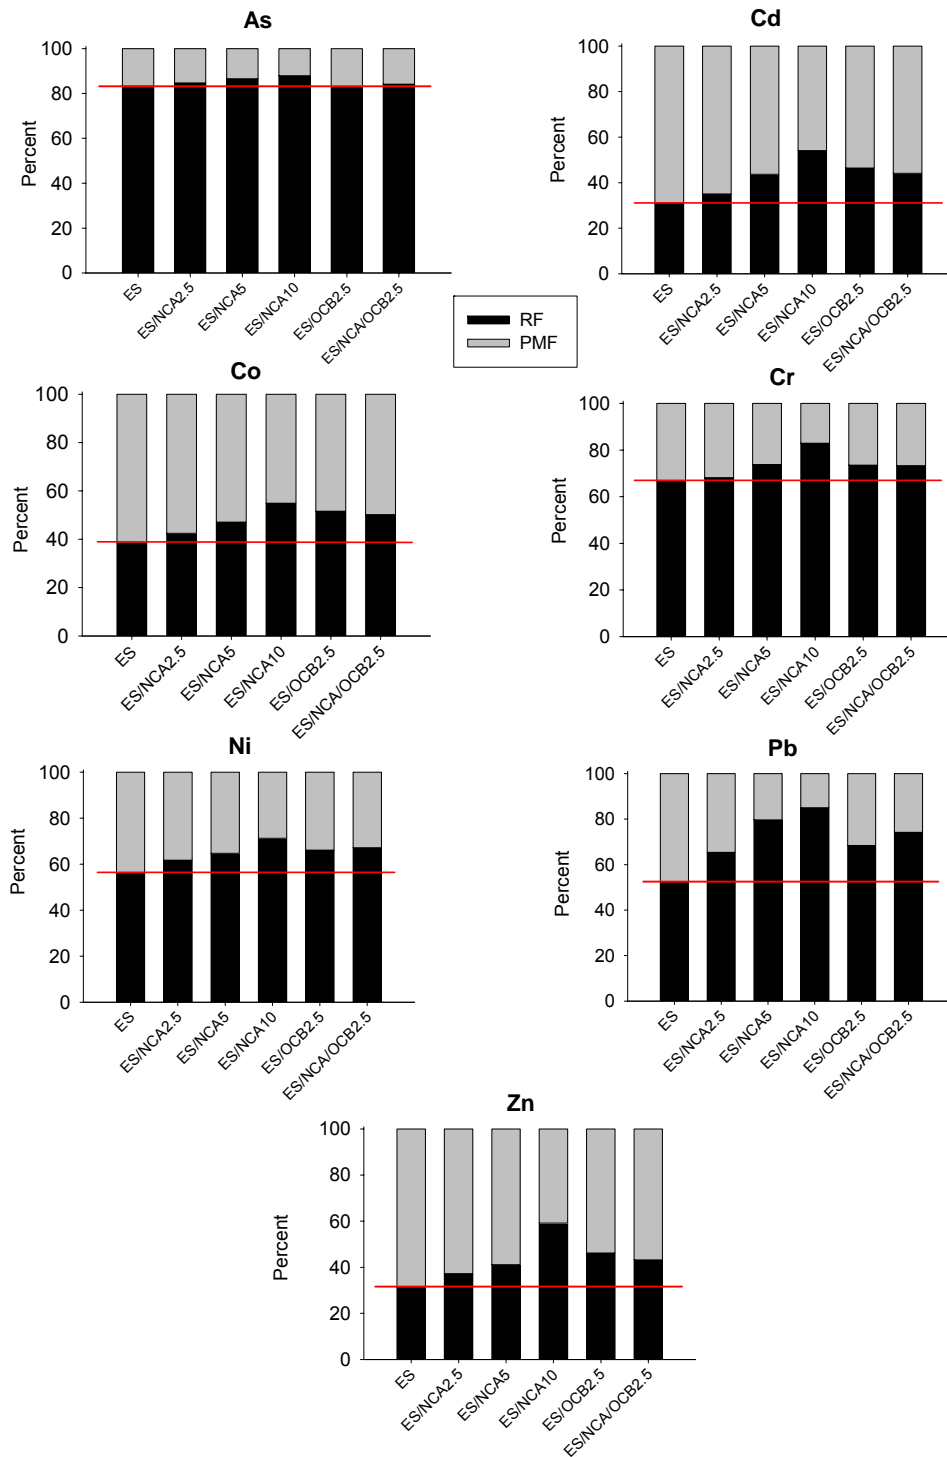 As
Percent
100
80
60
40
20
0
ES
ES/NCA2.5
ES/NCA5
ES/NCA10
ES/OCB2.5
ES/NCA/OCB2.5
Cd
Percent
100
80
60
40
20
0
ES
ES/NCA2.5
ES/NCA5
ES/NCA10
ES/OCB2.5
ES/NCA/OCB2.5
RF
PMF
Co
Percent
100
80
60
40
20
0
ES
ES/NCA2.5
ES/NCA5
ES/NCA10
ES/OCB2.5
ES/NCA/OCB2.5
Cr
Percent
100
80
60
40
20
0
ES
ES/NCA2.5
ES/NCA5
ES/NCA10
ES/OCB2.5
ES/NCA/OCB2.5
Ni
Percent
100
80
60
40
20
0
ES
ES/NCA2.5
ES/NCA5
ES/NCA10
ES/OCB2.5
ES/NCA/OCB2.5
Pb
Percent
100
80
60
40
20
0
ES
ES/NCA2.5
ES/NCA5
ES/NCA10
ES/OCB2.5
ES/NCA/OCB2.5
Zn
Percent
100
80
60
40
20
0
ES
ES/NCA2.5
ES/NCA5
ES/NCA10
ES/OCB2.5
ES/NCA/OCB2.5